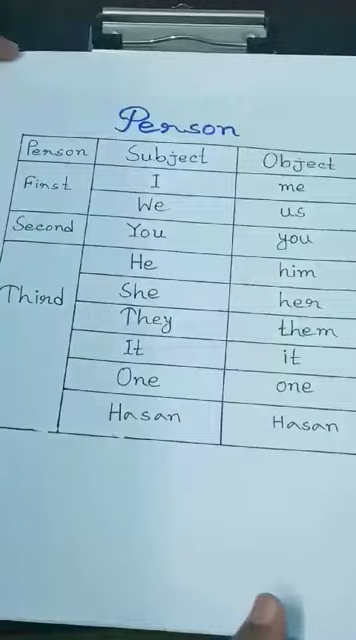 Person
Person Subject Object
First I me
We us
Second You you
Third He him
She her
They them
It it
One one
Hasan Hasan